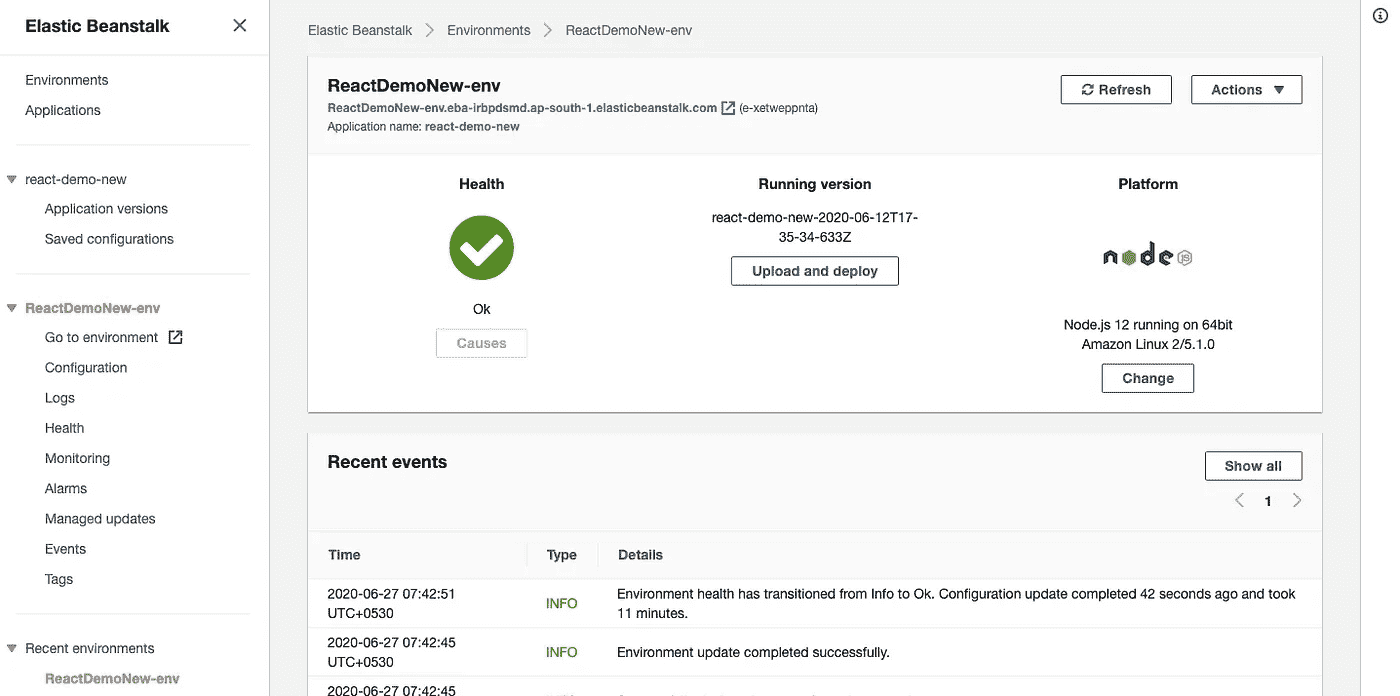 Elastic Beanstalk
Environments
Applications
react-demo-new
Application versions
Saved configurations
ReactDemoNew-env
Go to environment
Configuration
Logs
Health
Monitoring
Alarms
Managed updates
Events
Tags
Recent environments
ReactDemoNew-env
Elastic Beanstalk Environments ReactDemoNew-env
ReactDemoNew-env
ReactDemoNew-env.eba-irbpdsmd.ap-south-1.elasticbeanstalk.com (e-xetweppnta)
Application name: react-demo-new
Refresh
Actions
Health
Ok
Causes
Running version
react-demo-new-2020-06-12T17-
35-34-633Z
Upload and deploy
Platform
node JS
Node.js 12 running on 64bit
Amazon Linux 2/5.1.0
Change
Recent events
Show all
1
Time Type Details
2020-06-27 07:42:51
UTC+0530
INFO
Environment health has transitioned from Info to Ok. Configuration update completed 42 seconds ago and took
11 minutes.
2020-06-27 07:42:45
UTC+0530
INFO
Environment update completed successfully.
2020-06-27 07:42:45